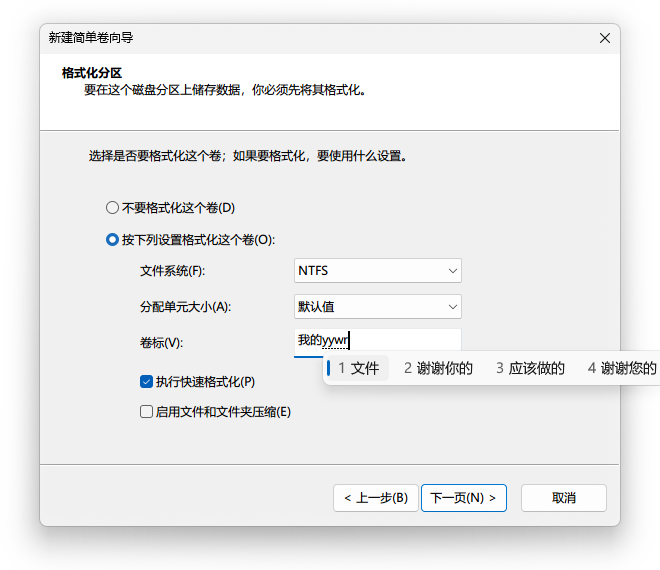 新建简单卷向导
格式化分区
要在这个磁盘分区上储存数据，你必须先将其格式化。
选择是否要格式化这个卷；如果要格式化，要使用什么设置。
不要格式化这个卷(D)
按下列设置格式化这个卷(O):
文件系统(F): NTFS
分配单元大小(A): 默认值
卷标(V): 我的yywr
1 文件 2 谢谢你的 3 应该做的 4 谢谢您的
执行快速格式化(P)
启用文件和文件夹压缩(E)
< 上一步(B) 下一页(N) > 取消